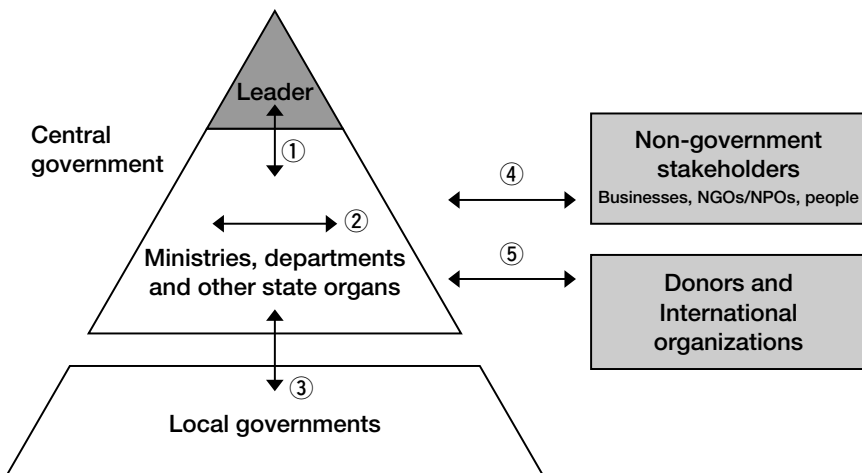 Leader
Central
government
①
②
Ministries, departments
and other state organs
③
Local governments
④
Non-government
stakeholders
Businesses, NGOs/NPOs, people
⑤
Donors and
International
organizations